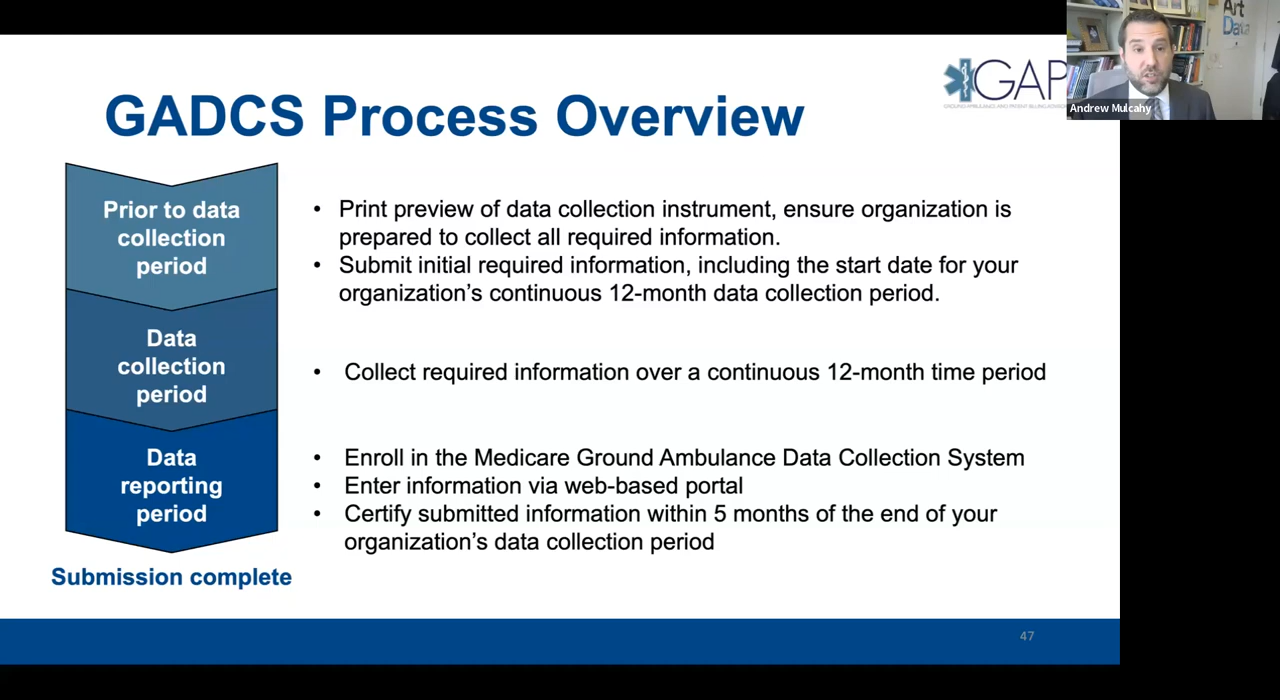 Art
Data
GAP
Andrew Mulcahy
GADCS Process Overview
Prior to data
collection
period
• Print preview of data collection instrument, ensure organization is
prepared to collect all required information.
• Submit initial required information, including the start date for your
organization’s continuous 12-month data collection period.
Data
collection
period
• Collect required information over a continuous 12-month time period
Data
reporting
period
• Enroll in the Medicare Ground Ambulance Data Collection System
• Enter information via web-based portal
• Certify submitted information within 5 months of the end of your
organization’s data collection period
Submission complete
47